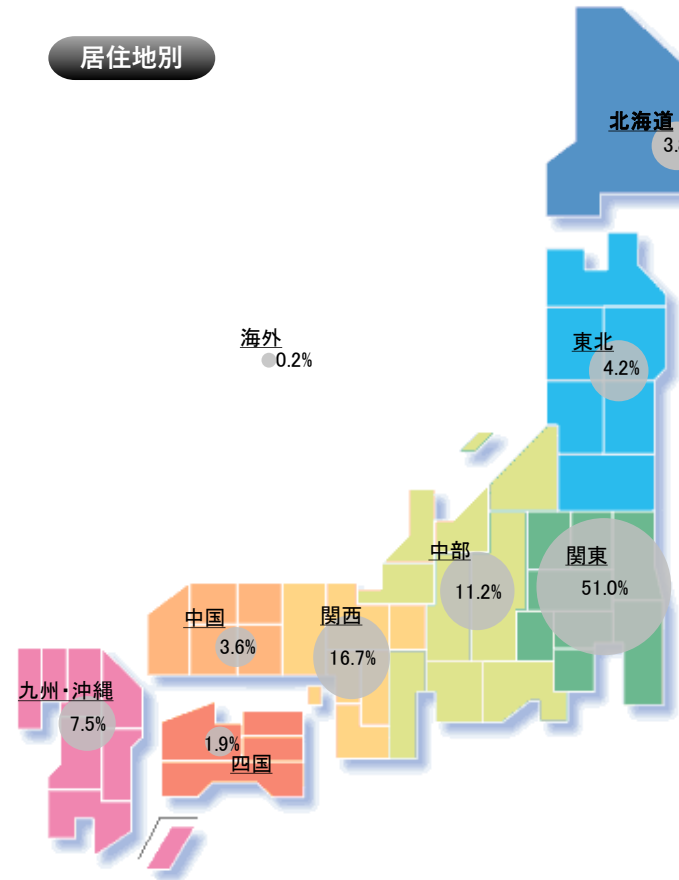 居住地別
北海道
3.
海外
0.2%
東北
4.2%
中部
11.2%
関東
51.0%
中国
3.6%
関西
16.7%
九州・沖縄
7.5%
1.9%
四国